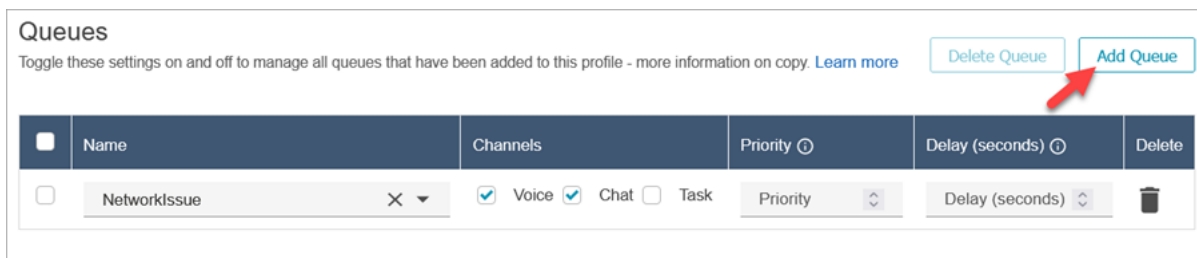 Queues
Toggle these settings on and off to manage all queues that have been added to this profile - more information on copy. Learn more
Delete Queue Add Queue
Name Channels Priority Delay (seconds) Delete
NetworkIssue Voice Chat Task Priority Delay (seconds)